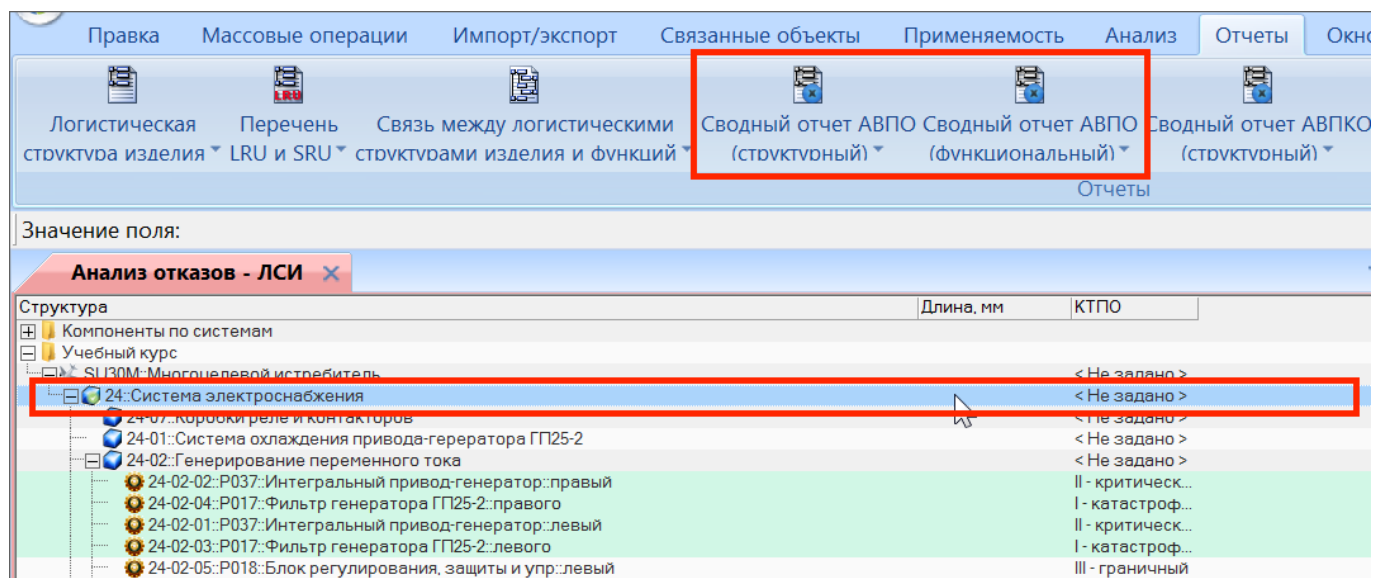 Правка Массовые операции Импорт/экспорт Связанные объекты Применяемость Анализ Отчеты Окно
LRU
Логистическая Перечень Связь между логистическими Сводный отчет АВПО Сводный отчет АВПО Сводный отчет АВПКО
структура изделия LRU и SRU структурами изделия и функций (структурный) (функциональный) (структурный)
Отчеты
Значение поля:
Анализ отказов - ЛСИ
Структура Длина, мм КТПО
Компоненты по системам
Учебный курс
SU30M::Многоцелевой истребитель < Не задано >
24::Система электроснабжения < Не задано >
24-07::Коробки реле и контакторов < Не задано >
24-01::Система охлаждения привода-герератора ГП25-2 < Не задано >
24-02::Генерирование переменного тока < Не задано >
24-02-02::P037::Интегральный привод-генератор::правый II - критическ...
24-02-04::P017::Фильтр генератора ГП25-2::правого I - катастроф...
24-02-01::P037::Интегральный привод-генератор::левый II - критическ...
24-02-03::P017::Фильтр генератора ГП25-2::левого I - катастроф...
24-02-05::P018::Блок регулирования, защиты и упр::левый III - граничный